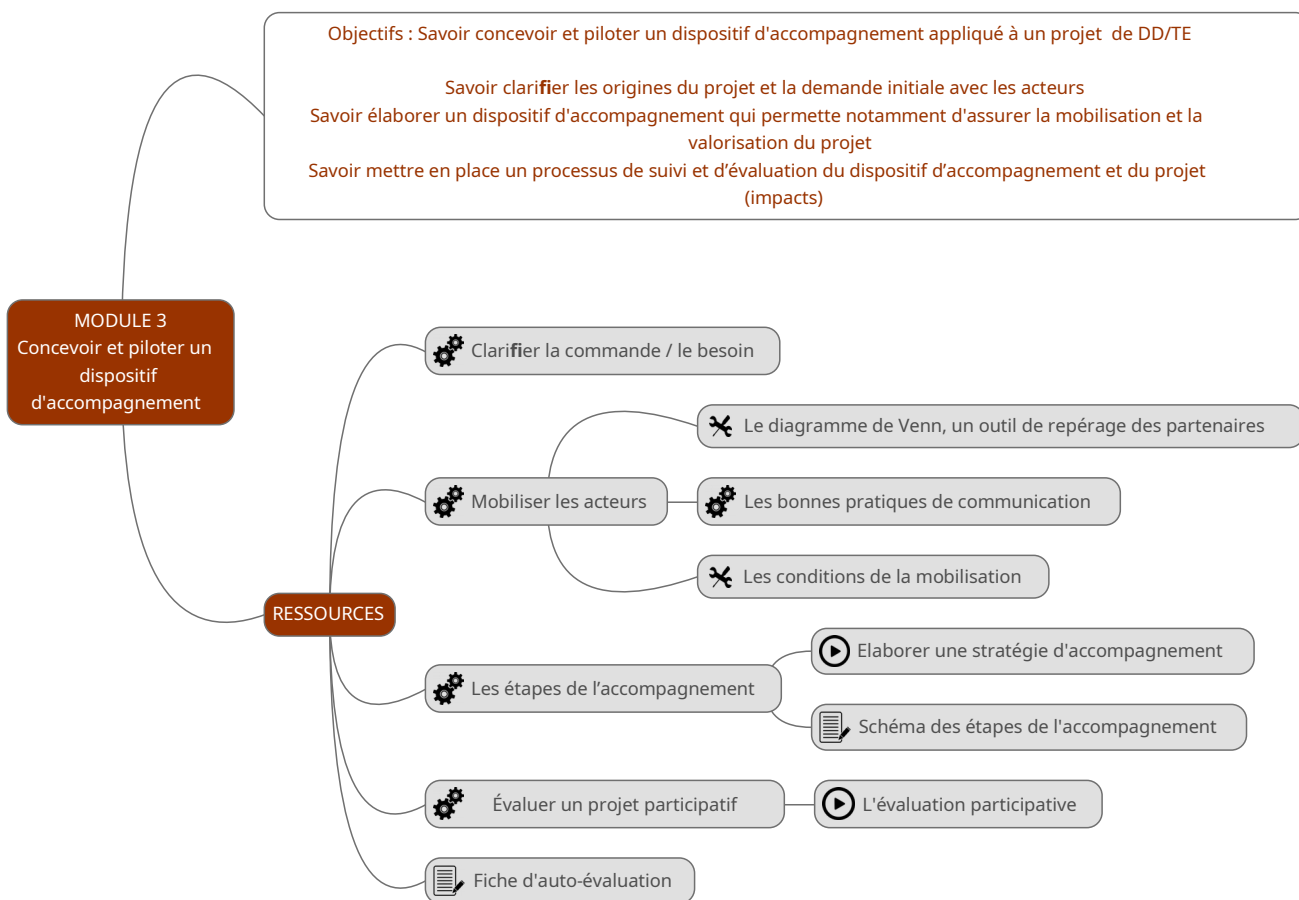 Objectifs : Savoir concevoir et piloter un dispositif d'accompagnement appliqué à un projet de DD/TE
Savoir clarifier les origines du projet et la demande initiale avec les acteurs
Savoir élaborer un dispositif d'accompagnement qui permette notamment d'assurer la mobilisation et la
valorisation du projet
Savoir mettre en place un processus de suivi et d’évaluation du dispositif d’accompagnement et du projet
(impacts)
MODULE 3
Concevoir et piloter un
dispositif
d'accompagnement
RESSOURCES
Clarifier la commande / le besoin
Mobiliser les acteurs
Le diagramme de Venn, un outil de repérage des partenaires
Les bonnes pratiques de communication
Les conditions de la mobilisation
Les étapes de l’accompagnement
Elaborer une stratégie d'accompagnement
Schéma des étapes de l'accompagnement
Évaluer un projet participatif
L'évaluation participative
Fiche d'auto-évaluation